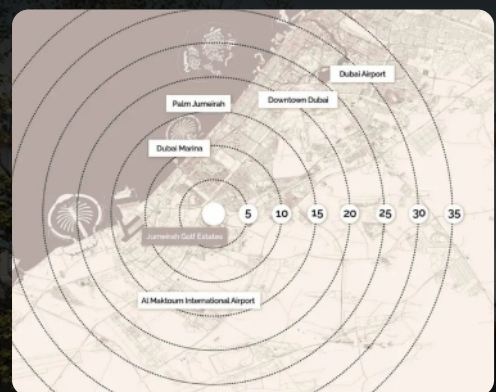 Dubai Airport
Downtown Dubai
Palm Jumeirah
Dubai Marina
5 10 15 20 25 30 35
Jumeirah Golf Estates
Al Maktoum International Airport